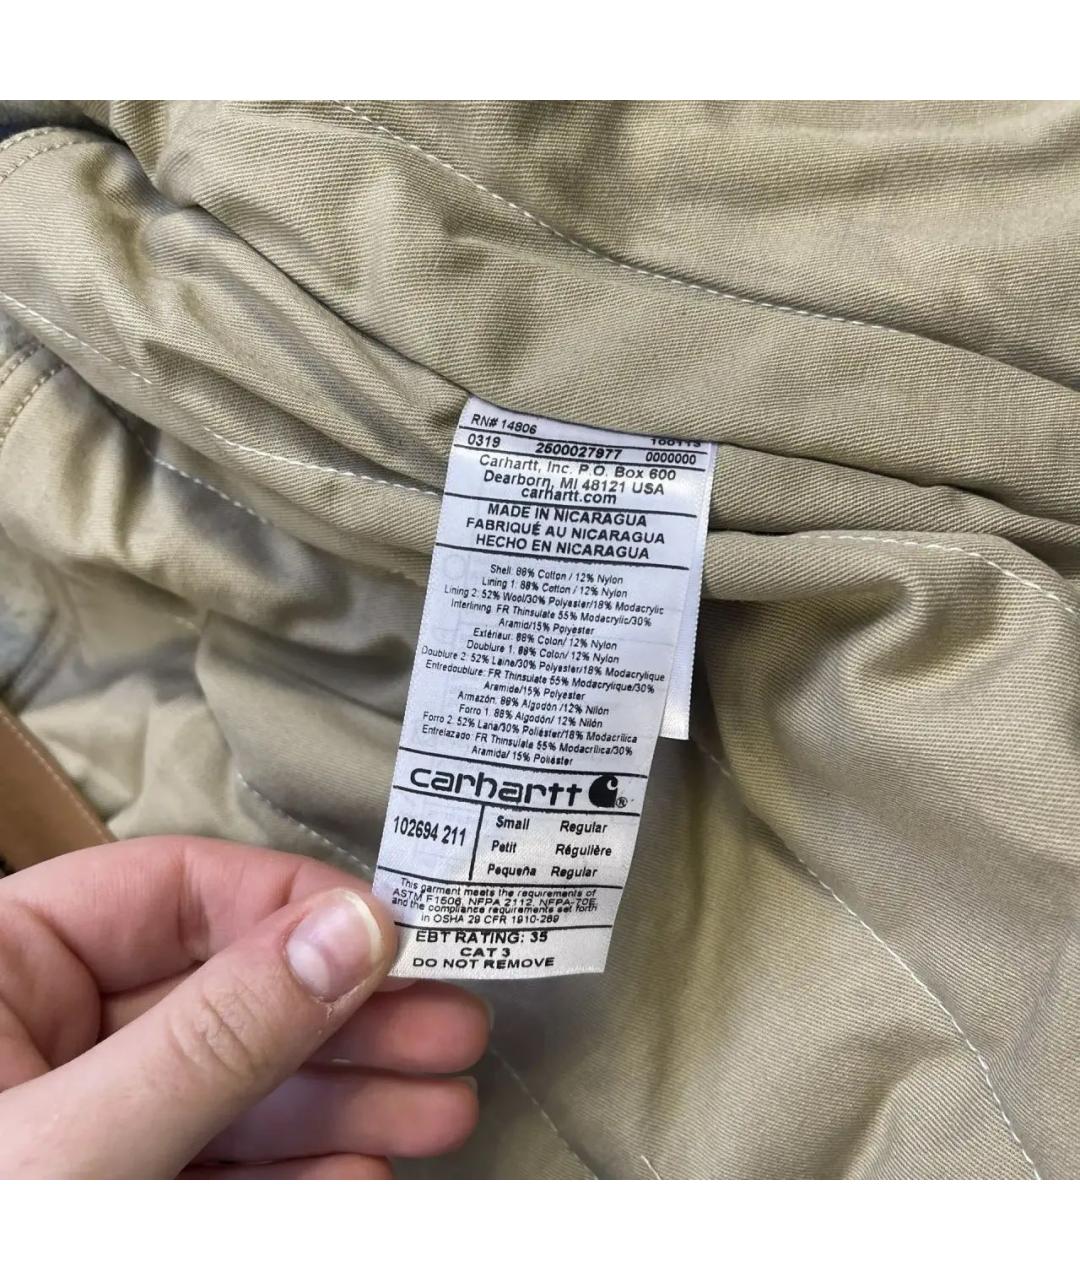 RN# 14806
0319 2500027977 0000000
Carhartt, Inc. P.O. Box 600
Dearborn, MI 48121 USA
carhartt.com
MADE IN NICARAGUA
FABRIQUÉ AU NICARAGUA
HECHO EN NICARAGUA
Shell: 88% Cotton / 12% Nylon
Lining 1: 88% Cotton / 12% Nylon
Lining 2: 52% Wool/30% Polyester/18% Modacrylic
Interlining: FR Thinsulate 55% Modacrylic/30%
Aramid/15% Polyester
Extérieur: 88% Coton/ 12% Nylon
Doublure 1: 88% Coton/ 12% Nylon
Doublure 2: 52% Laine/30% Polyester/18% Modacrylique
Entredoublure: FR Thinsulate 55% Modacrylique/30%
Aramide/15% Polyester
Armazón: 88% Algodón /12% Nilón
Forro 1: 88% Algodón/ 12% Nilón
Forro 2: 52% Lana/30% Poliéster/18% Modacrílica
Entrelazado: FR Thinsulate 55% Modacrílica/30%
Aramida/ 15% Poliéster
carhartt ®
102694 211
Small Regular
Petit Régulière
Pequeña Regular
This garment meets the requirements of
ASTM F1506, NFPA 2112, NFPA-70E
and the compliance requirements set forth
in OSHA 29 CFR 1910-269
EBT RATING: 35
CAT 3
DO NOT REMOVE